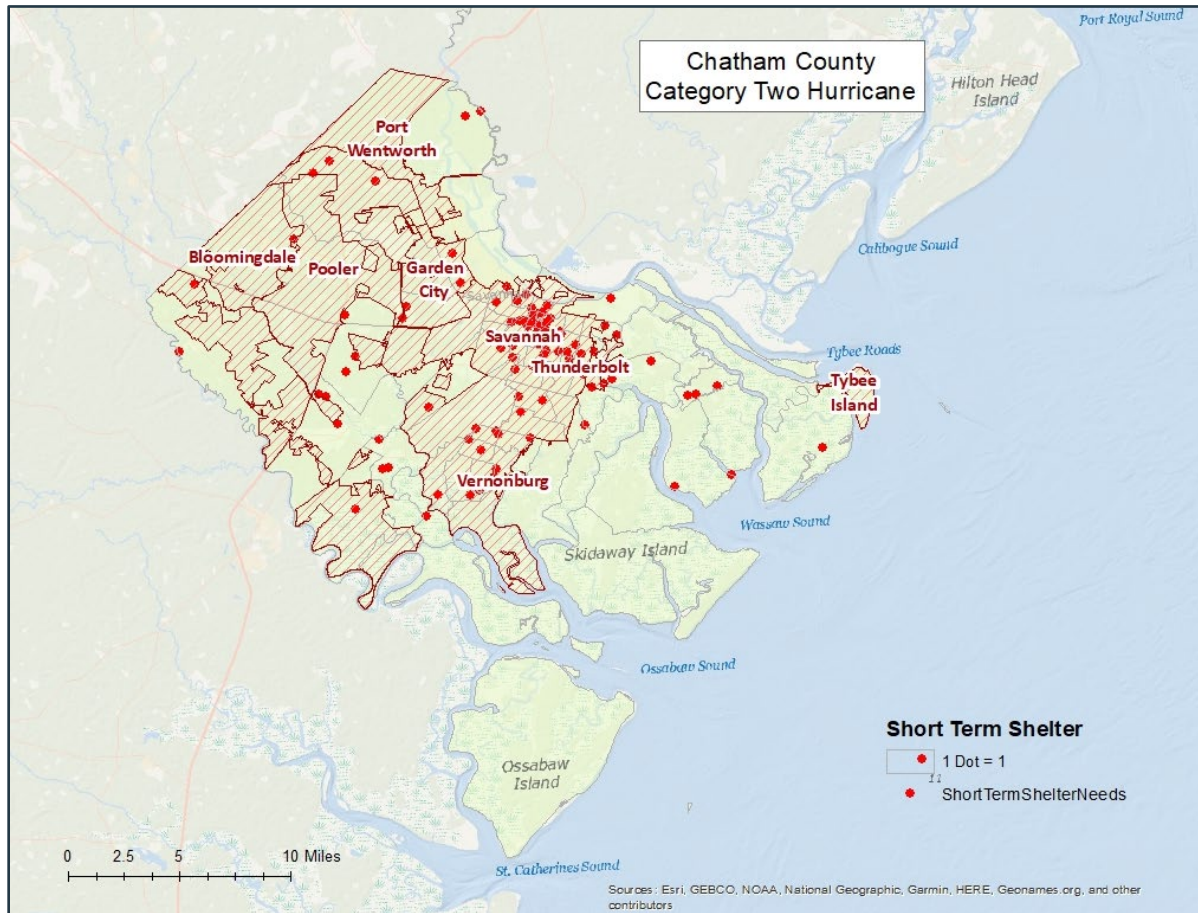 Port Royal Sound
Chatham County
Category Two Hurricane
Hilton Head
Island
Port
Wentworth
Calibogue Sound
Bloomingdale
Pooler
Garden
City
Savannah
Savannah
Thunderbolt
Tybee Roads
Tybee
Island
Vernonburg
Wassaw Sound
Skidaway Island
Ossabaw Sound
Ossabaw
Island
Short Term Shelter
1 Dot = 1
ShortTermShelterNeeds
0 2.5 5 10 Miles
St. Catherines Sound
Sources: Esri, GEBCO, NOAA, National Geographic, Garmin, HERE, Geonames.org, and other
contributors